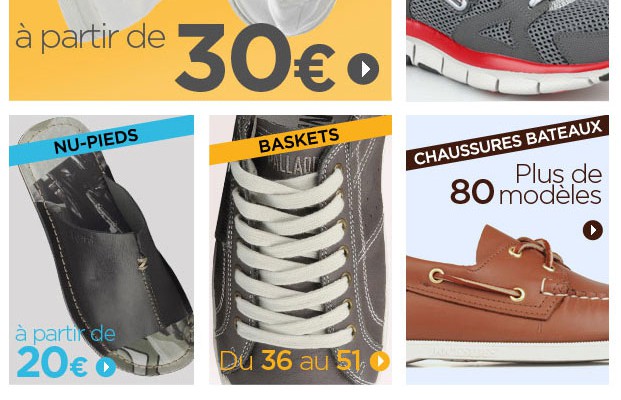 à partir de
30€
NU-PIEDS
à partir de
20€
BASKETS
Du 36 au 51
CHAUSSURES BATEAUX
Plus de
80 modèles